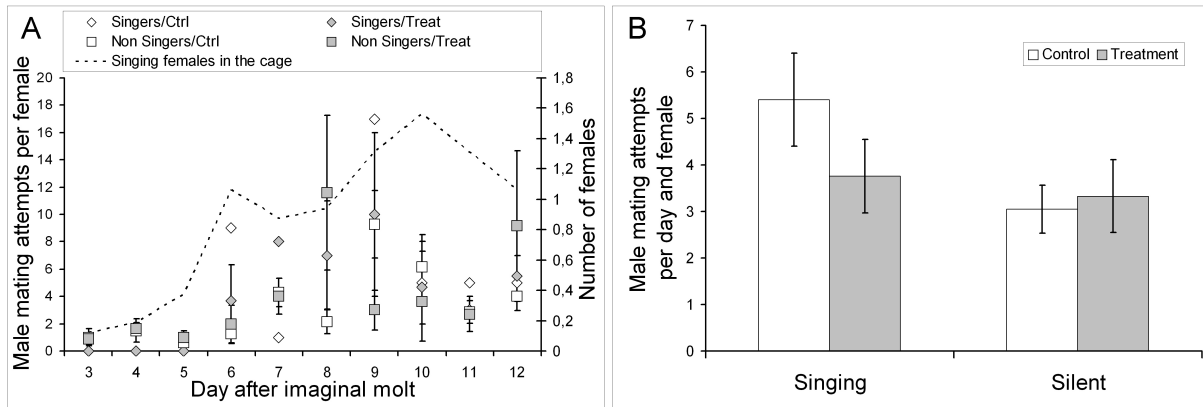 A
Singers/Ctrl
Singers/Treat
Non Singers/Ctrl
Non Singers/Treat
Singing females in the cage
Male mating attempts per female
20
18
16
14
12
10
8
6
4
2
0
1,8
1,6
1,4
1,2
1
0,8
0,6
0,4
0,2
0
Number of females
3 4 5 6 7 8 9 10 11 12
Day after imaginal molt
B
Control
Treatment
Male mating attempts
per day and female
7
6
5
4
3
2
1
0
Singing
Silent